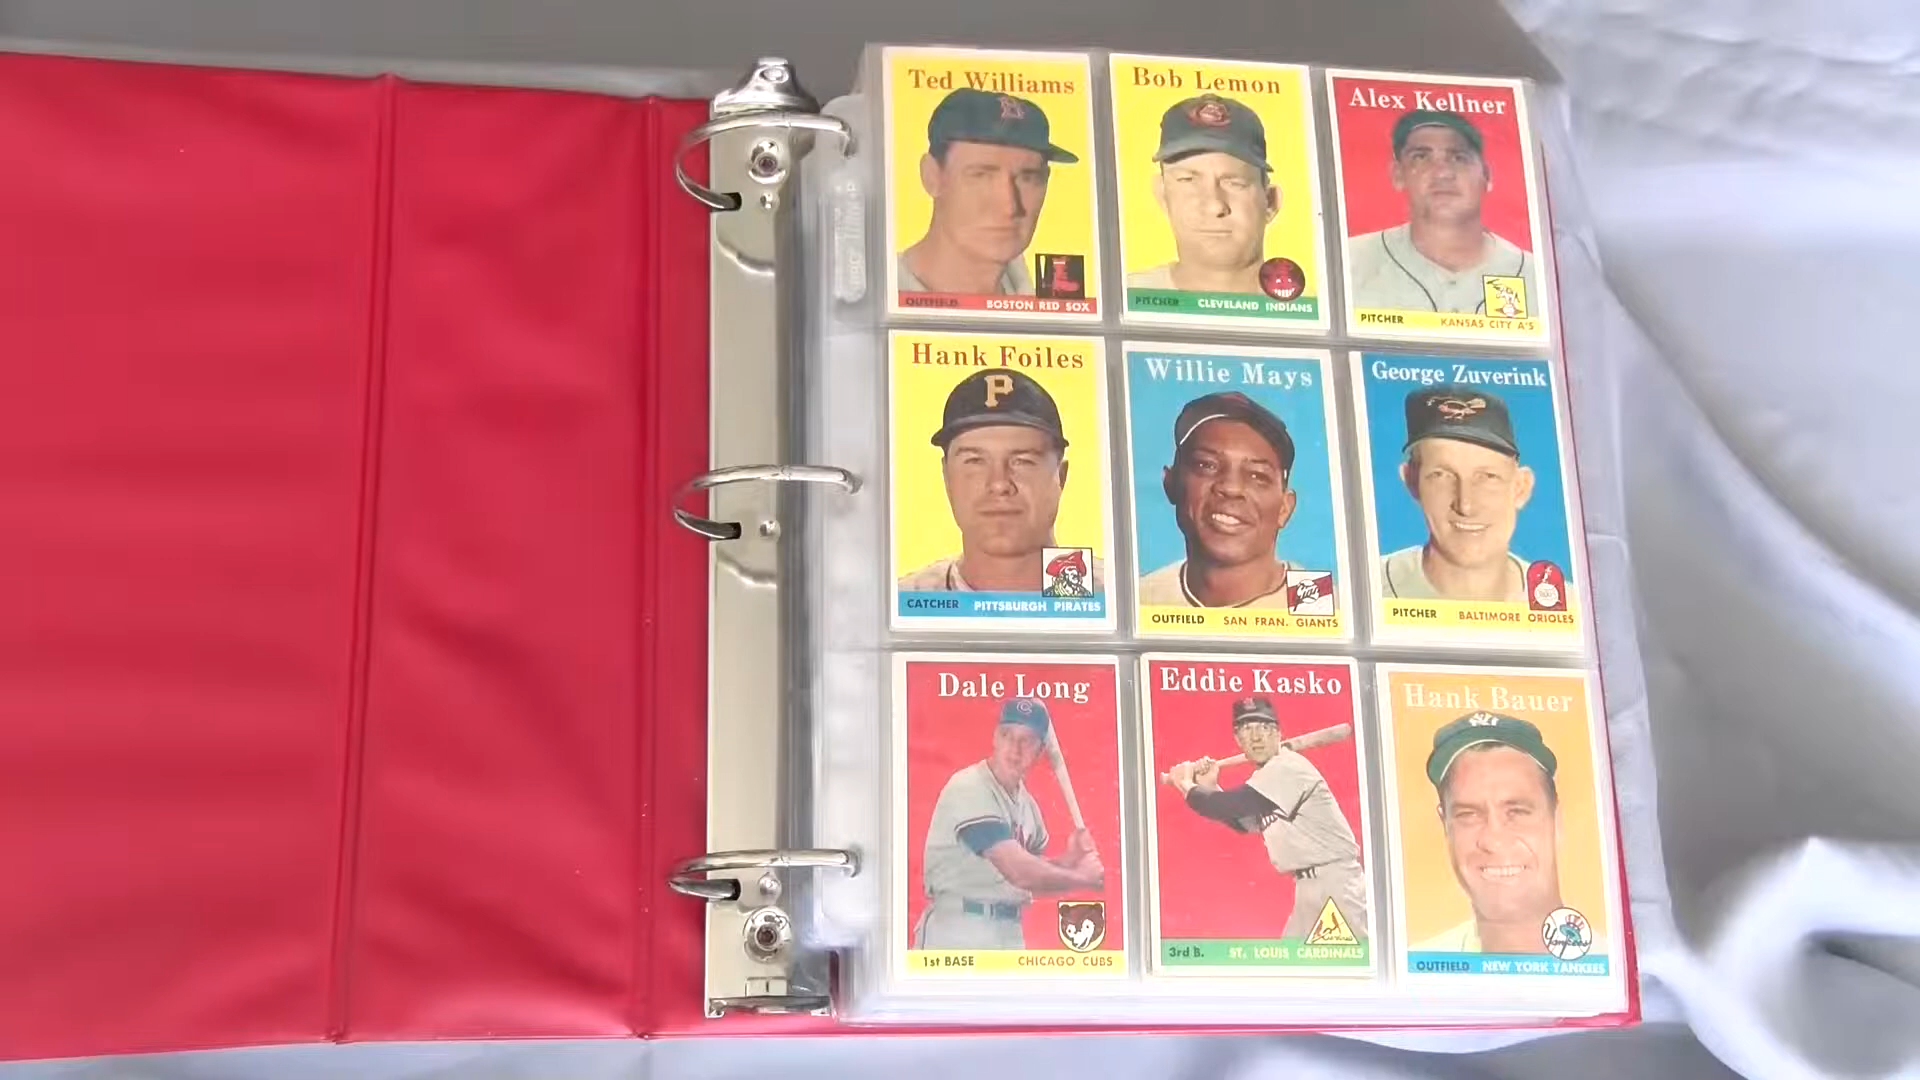 Ted Williams
OUTFIELD BOSTON RED SOX
Bob Lemon
PITCHER CLEVELAND INDIANS
Alex Kellner
PITCHER KANSAS CITY A'S
Hank Foiles
P
CATCHER PITTSBURGH PIRATES
Willie Mays
OUTFIELD SAN FRAN. GIANTS
George Zuverink
PITCHER BALTIMORE ORIOLES
Dale Long
C
1st BASE CHICAGO CUBS
Eddie Kasko
3rd B. ST. LOUIS CARDINALS
Hank Bauer
NY
Yankees
OUTFIELD NEW YORK YANKEES